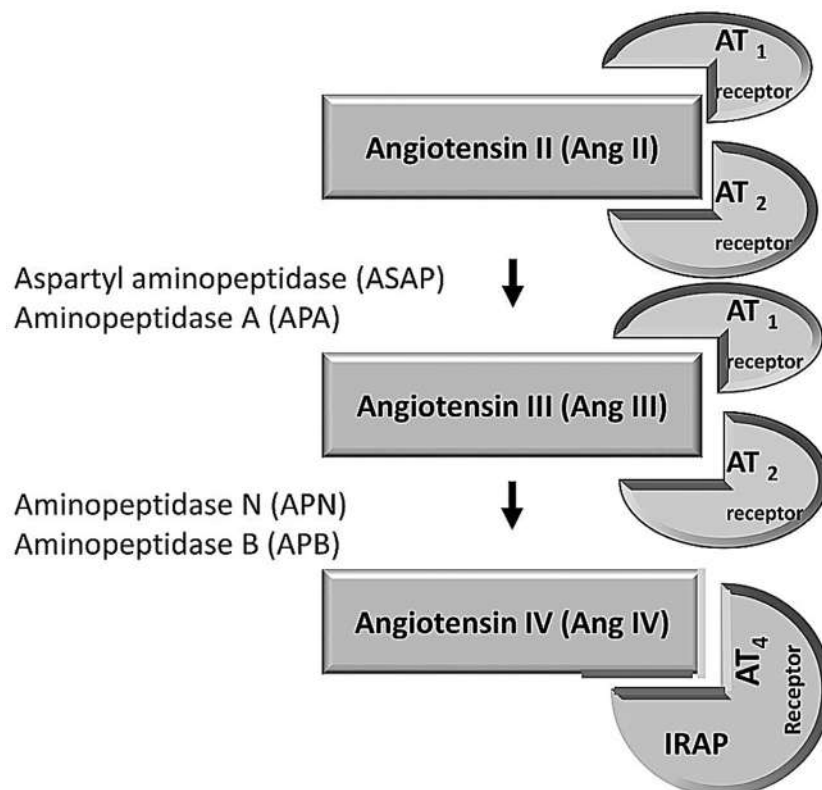 AT 1
receptor
Angiotensin II (Ang II)
AT 2
receptor
Aspartyl aminopeptidase (ASAP)
Aminopeptidase A (APA)
AT 1
receptor
Angiotensin III (Ang III)
AT 2
receptor
Aminopeptidase N (APN)
Aminopeptidase B (APB)
Angiotensin IV (Ang IV)
AT4
Receptor
IRAP